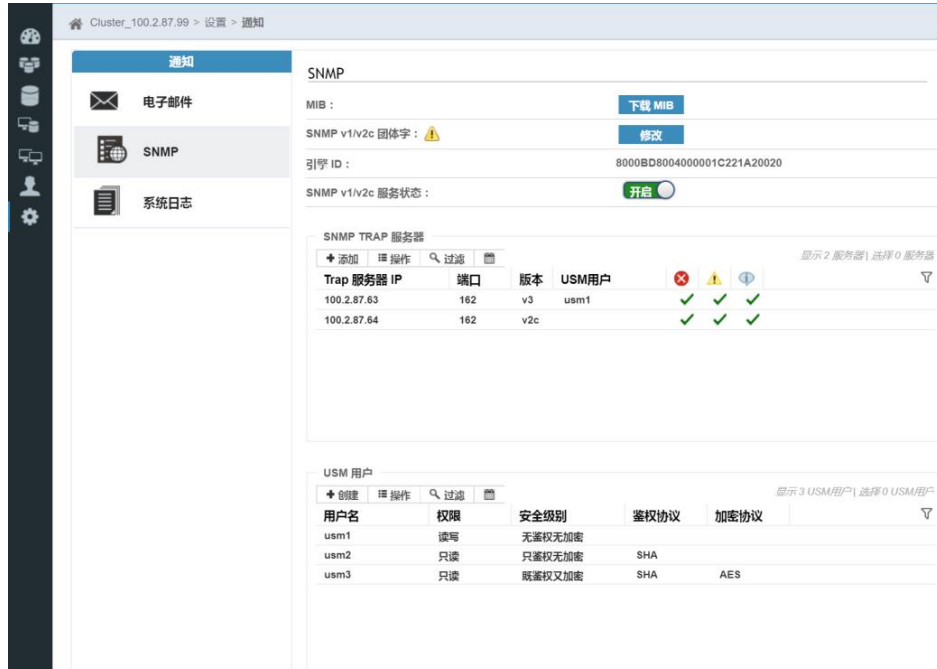 Cluster_100.2.87.99 > 设置 > 通知
通知
电子邮件
SNMP
系统日志
SNMP
MIB： 下载 MIB
SNMP v1/v2c 团体字： 修改
引擎 ID： 8000BD8004000001C221A20020
SNMP v1/v2c 服务状态： 开启
SNMP TRAP 服务器
添加 操作 过滤 显示 2 服务器| 选择 0 服务器
Trap 服务器 IP 端口 版本 USM用户
100.2.87.63 162 v3 usm1
100.2.87.64 162 v2c
USM 用户
创建 操作 过滤 显示 3 USM用户| 选择 0 USM用户
用户名 权限 安全级别 鉴权协议 加密协议
usm1 读写 无鉴权无加密
usm2 只读 只鉴权无加密 SHA
usm3 只读 既鉴权又加密 SHA AES